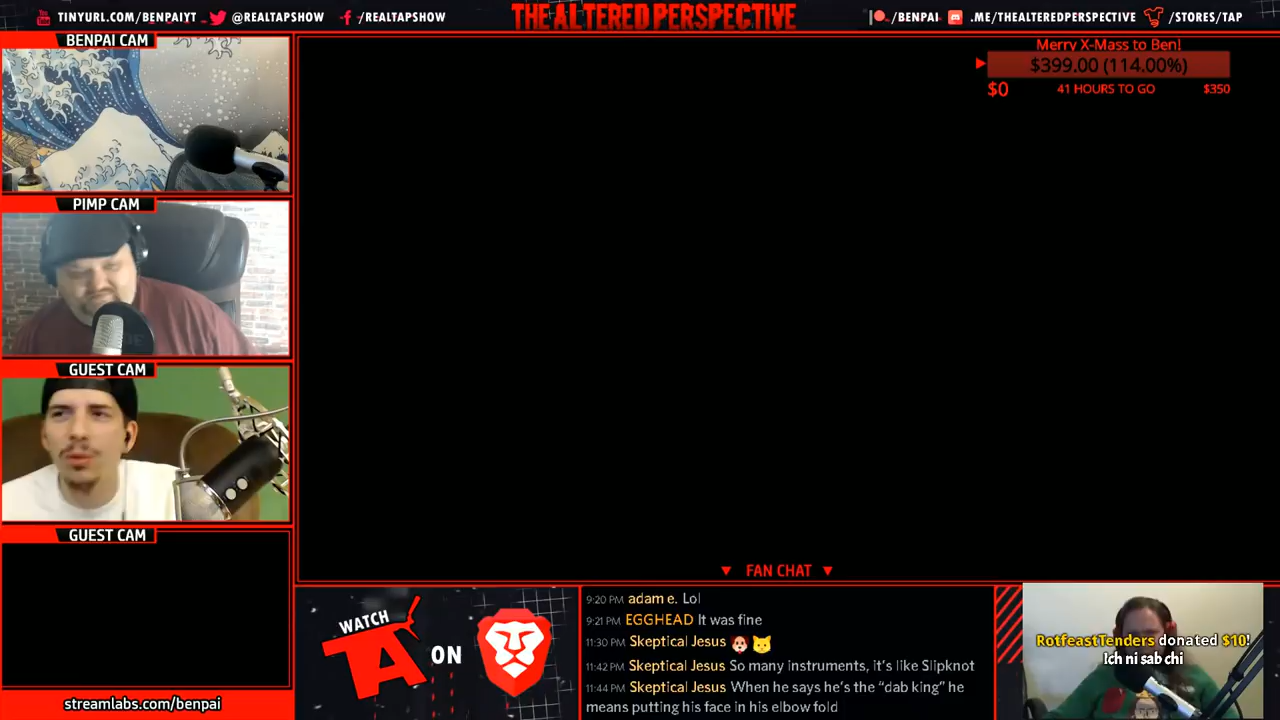 TINYURL.COM/BENPAIYT @REALTAPSHOW /REALTAPSHOW
THE ALTERED PERSPECTIVE
/BENPAI .ME/THEALTEREDPERSPECTIVE /STORES/TAP
BENPAI CAM
Merry X-Mass to Ben!
$399.00 (114.00%)
$0 41 HOURS TO GO $350
PIMP CAM
GUEST CAM
GUEST CAM
streamlabs.com/benpai
▼ FAN CHAT ▼
WATCH
TA ON
9:20 PM adam e. Lol
9:21 PM EGGHEAD It was fine
11:30 PM Skeptical Jesus 🐶 🐱
11:42 PM Skeptical Jesus So many instruments, it's like Slipknot
11:44 PM Skeptical Jesus When he says he's the “dab king” he
means putting his face in his elbow fold
RotfeastTenders donated $10!
Ich ni sab chi